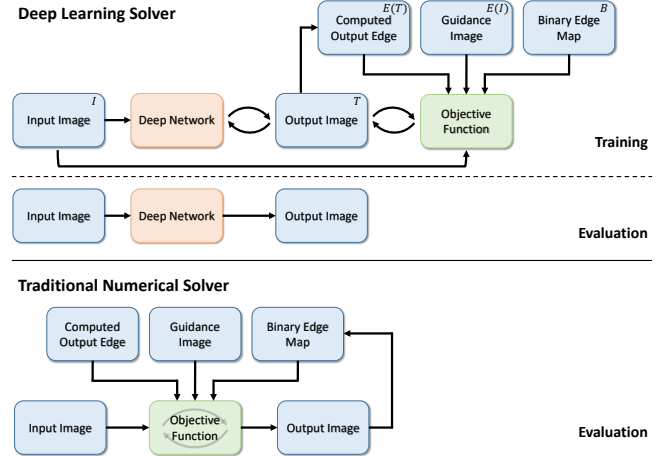 Deep Learning Solver
E(T)
Computed
Output Edge
E(I)
Guidance
Image
B
Binary Edge
Map
I
Input Image
Deep Network
T
Output Image
Objective
Function
Training
Input Image
Deep Network
Output Image
Evaluation
Traditional Numerical Solver
Computed
Output Edge
Guidance
Image
Binary Edge
Map
Input Image
Objective
Function
Output Image
Evaluation